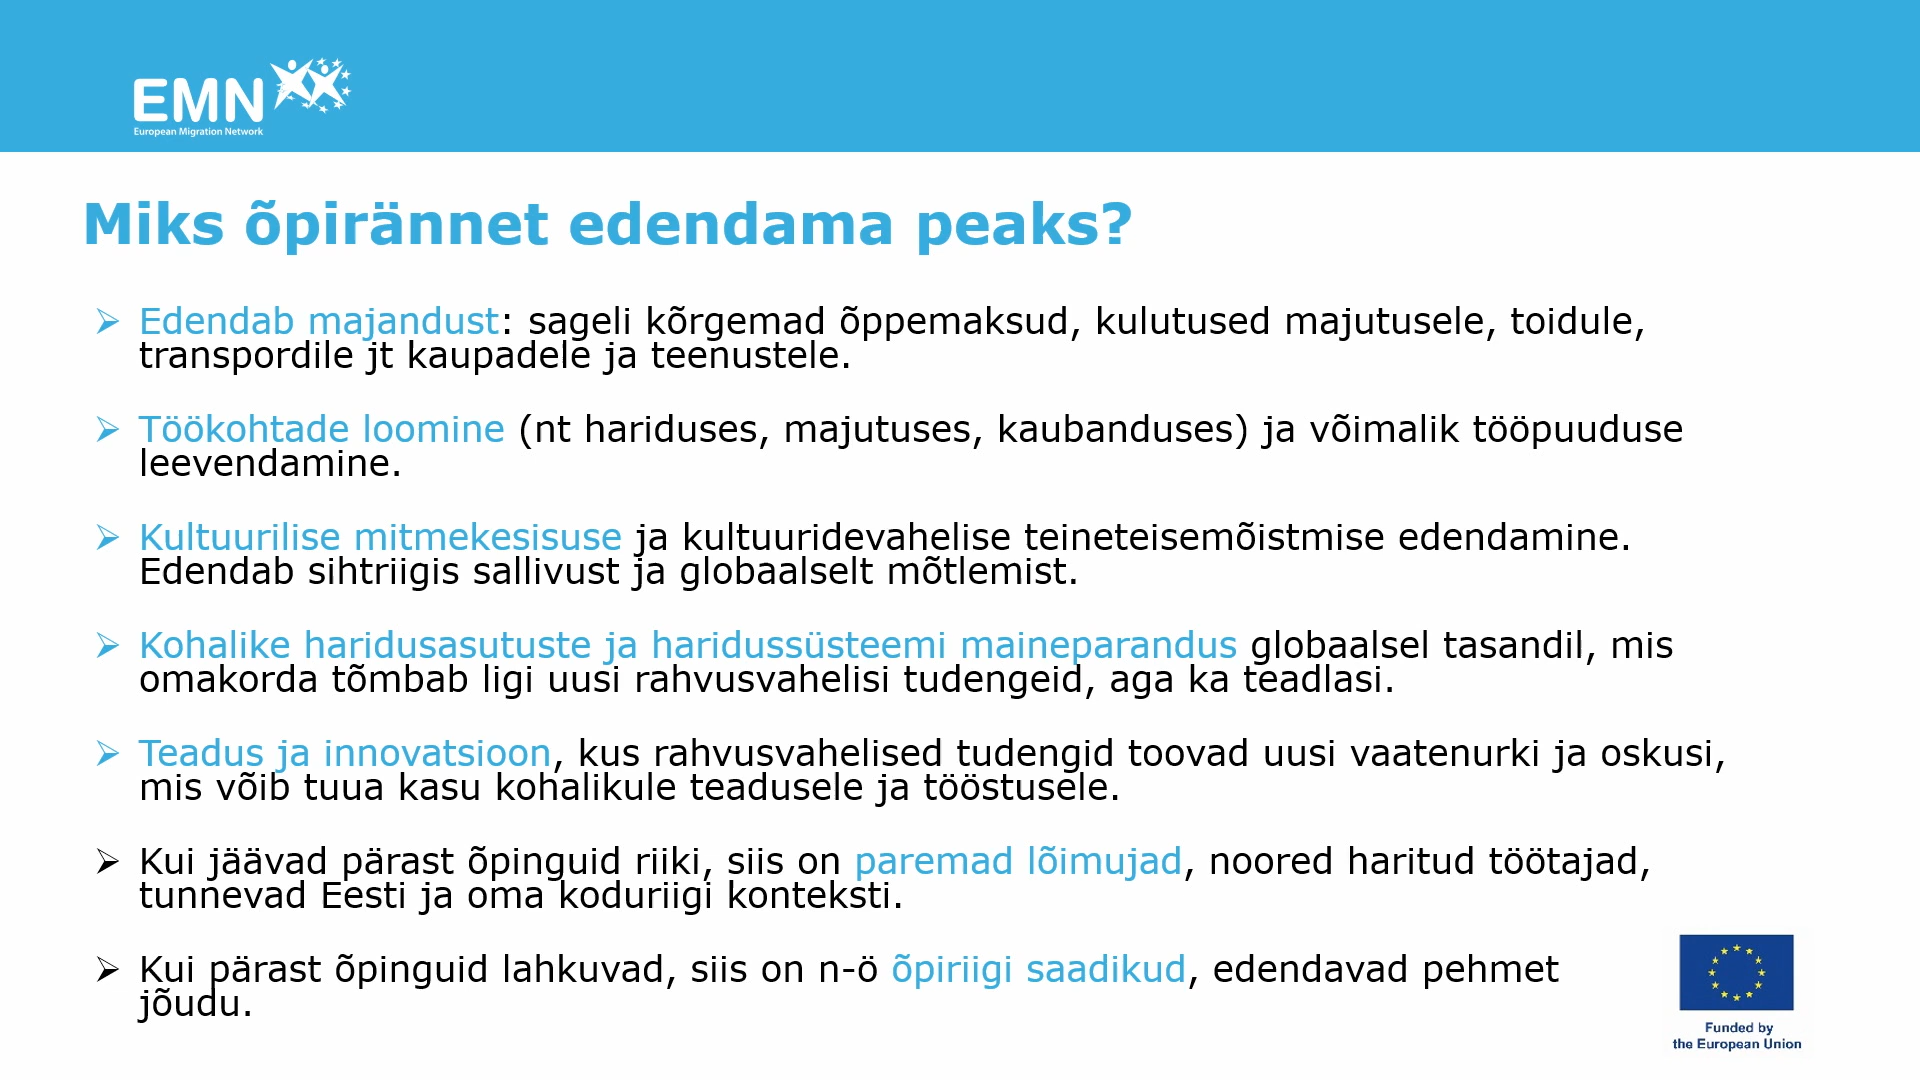 EMN
European Migration Network
Miks õpirännet edendama peaks?
➢ Edendab majandust: sageli kõrgemad õppemaksud, kulutused majutusele, toidule,
transpordile jt kaupadele ja teenustele.
➢ Töökohtade loomine (nt hariduses, majutuses, kaubanduses) ja võimalik tööpuuduse
leevendamine.
➢ Kultuurilise mitmekesisuse ja kultuuridevahelise teineteisemõistmise edendamine.
Edendab sihtriigis sallivust ja globaalselt mõtlemist.
➢ Kohalike haridusasutuste ja haridussüsteemi maineparandus globaalsel tasandil, mis
omakorda tõmbab ligi uusi rahvusvahelisi tudengeid, aga ka teadlasi.
➢ Teadus ja innovatsioon, kus rahvusvahelised tudengid toovad uusi vaatenurki ja oskusi,
mis võib tuua kasu kohalikule teadusele ja tööstusele.
➢ Kui jäävad pärast õpinguid riiki, siis on paremad lõimujad, noored haritud töötajad,
tunnevad Eesti ja oma koduriigi konteksti.
➢ Kui pärast õpinguid lahkuvad, siis on n-ö õpiriigi saadikud, edendavad pehmet
jõudu.
Funded by
the European Union